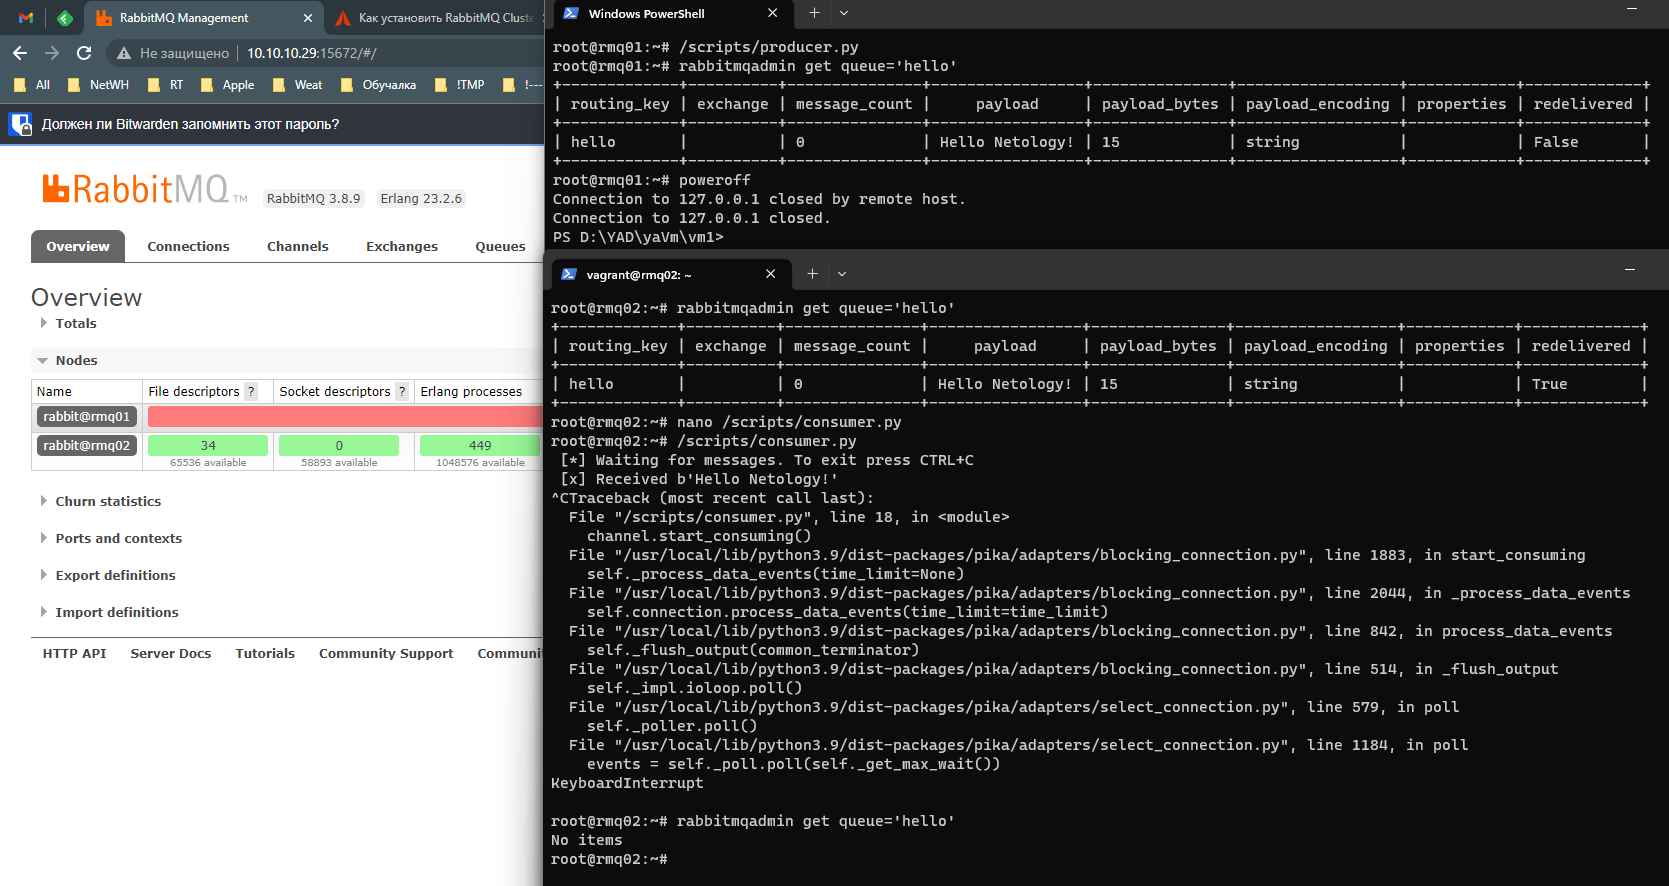 RabbitMQ Management
Как установить RabbitMQ Cluste
Не защищено
10.10.10.29:15672/#/
All
NetWH
RT
Apple
Weat
Обучалка
!TMP
!---
Должен ли Bitwarden запомнить этот пароль?
RabbitMQ TM
RabbitMQ 3.8.9
Erlang 23.2.6
Overview
Connections
Channels
Exchanges
Queues
Overview
Totals
Nodes
Name
File descriptors ?
Socket descriptors ?
Erlang processes
rabbit@rmq01
rabbit@rmq02
34
65536 available
0
58893 available
449
1048576 available
Churn statistics
Ports and contexts
Export definitions
Import definitions
HTTP API
Server Docs
Tutorials
Community Support
Communi
Windows PowerShell
root@rmq01:~# /scripts/producer.py
root@rmq01:~# rabbitmqadmin get queue='hello'
+-------------+----------+---------------+-----------------+---------------+------------------+------------+-------------+
| routing_key | exchange | message_count |     payload     | payload_bytes | payload_encoding | properties | redelivered |
+-------------+----------+---------------+-----------------+---------------+------------------+------------+-------------+
| hello       |          | 0             | Hello Netology! | 15            | string           |            | False       |
+-------------+----------+---------------+-----------------+---------------+------------------+------------+-------------+
root@rmq01:~# poweroff
Connection to 127.0.0.1 closed by remote host.
Connection to 127.0.0.1 closed.
PS D:\YAD\yaVm\vm1>
vagrant@rmq02: ~
root@rmq02:~# rabbitmqadmin get queue='hello'
+-------------+----------+---------------+-----------------+---------------+------------------+------------+-------------+
| routing_key | exchange | message_count |     payload     | payload_bytes | payload_encoding | properties | redelivered |
+-------------+----------+---------------+-----------------+---------------+------------------+------------+-------------+
| hello       |          | 0             | Hello Netology! | 15            | string           |            | True        |
+-------------+----------+---------------+-----------------+---------------+------------------+------------+-------------+
root@rmq02:~# nano /scripts/consumer.py
root@rmq02:~# /scripts/consumer.py
 [*] Waiting for messages. To exit press CTRL+C
 [x] Received b'Hello Netology!'
^CTraceback (most recent call last):
  File "/scripts/consumer.py", line 18, in <module>
    channel.start_consuming()
  File "/usr/local/lib/python3.9/dist-packages/pika/adapters/blocking_connection.py", line 1883, in start_consuming
    self._process_data_events(time_limit=None)
  File "/usr/local/lib/python3.9/dist-packages/pika/adapters/blocking_connection.py", line 2044, in _process_data_events
    self.connection.process_data_events(time_limit=time_limit)
  File "/usr/local/lib/python3.9/dist-packages/pika/adapters/blocking_connection.py", line 842, in process_data_events
    self._flush_output(common_terminator)
  File "/usr/local/lib/python3.9/dist-packages/pika/adapters/blocking_connection.py", line 514, in _flush_output
    self._impl.ioloop.poll()
  File "/usr/local/lib/python3.9/dist-packages/pika/adapters/select_connection.py", line 579, in poll
    self._poller.poll()
  File "/usr/local/lib/python3.9/dist-packages/pika/adapters/select_connection.py", line 1184, in poll
    events = self._poll.poll(self._get_max_wait())
KeyboardInterrupt
root@rmq02:~# rabbitmqadmin get queue='hello'
No items
root@rmq02:~#